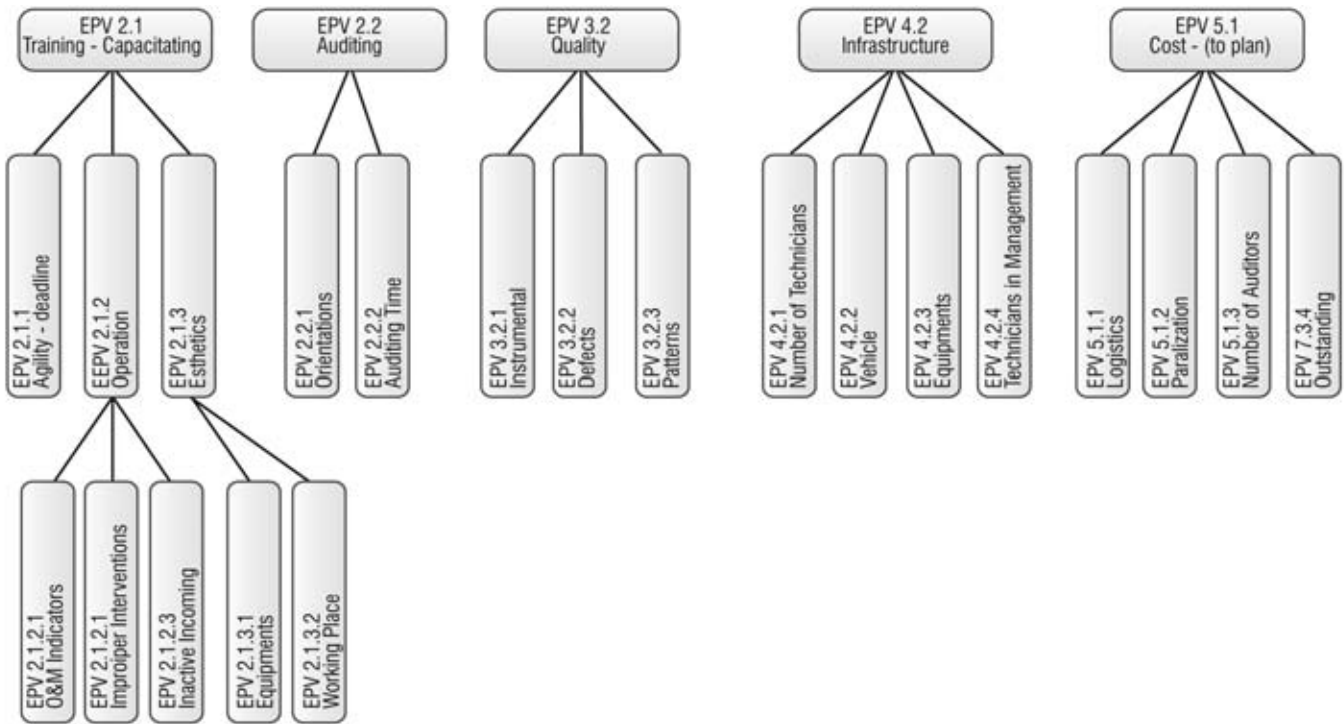 EPV 2.1
Training - Capacitating
EPV 2.2
Auditing
EPV 3.2
Quality
EPV 4.2
Infrastructure
EPV 5.1
Cost - (to plan)
EPV 2.1.1
Agility - deadline
EEPV 2.1.2
Operation
EPV 2.1.3
Esthetics
EPV 2.2.1
Orientations
EPV 2.2.2
Auditing Time
EPV 3.2.1
Instrumental
EPV 3.2.2
Defects
EPV 3.2.3
Patterns
EPV 4.2.1
Number of Technicians
EPV 4.2.2
Vehicle
EPV 4.2.3
Equipments
EPV 4.2.4
Technicians in Management
EPV 5.1.1
Logistics
EPV 5.1.2
Paralization
EPV 5.1.3
Number of Auditors
EPV 7.3.4
Outstanding
EPV 2.1.2.1
O&M Indicators
EPV 2.1.2.1
Improiper Interventions
EPV 2.1.2.3
Inactive Incoming
EPV 2.1.3.1
Equipments
EPV 2.1.3.2
Working Place